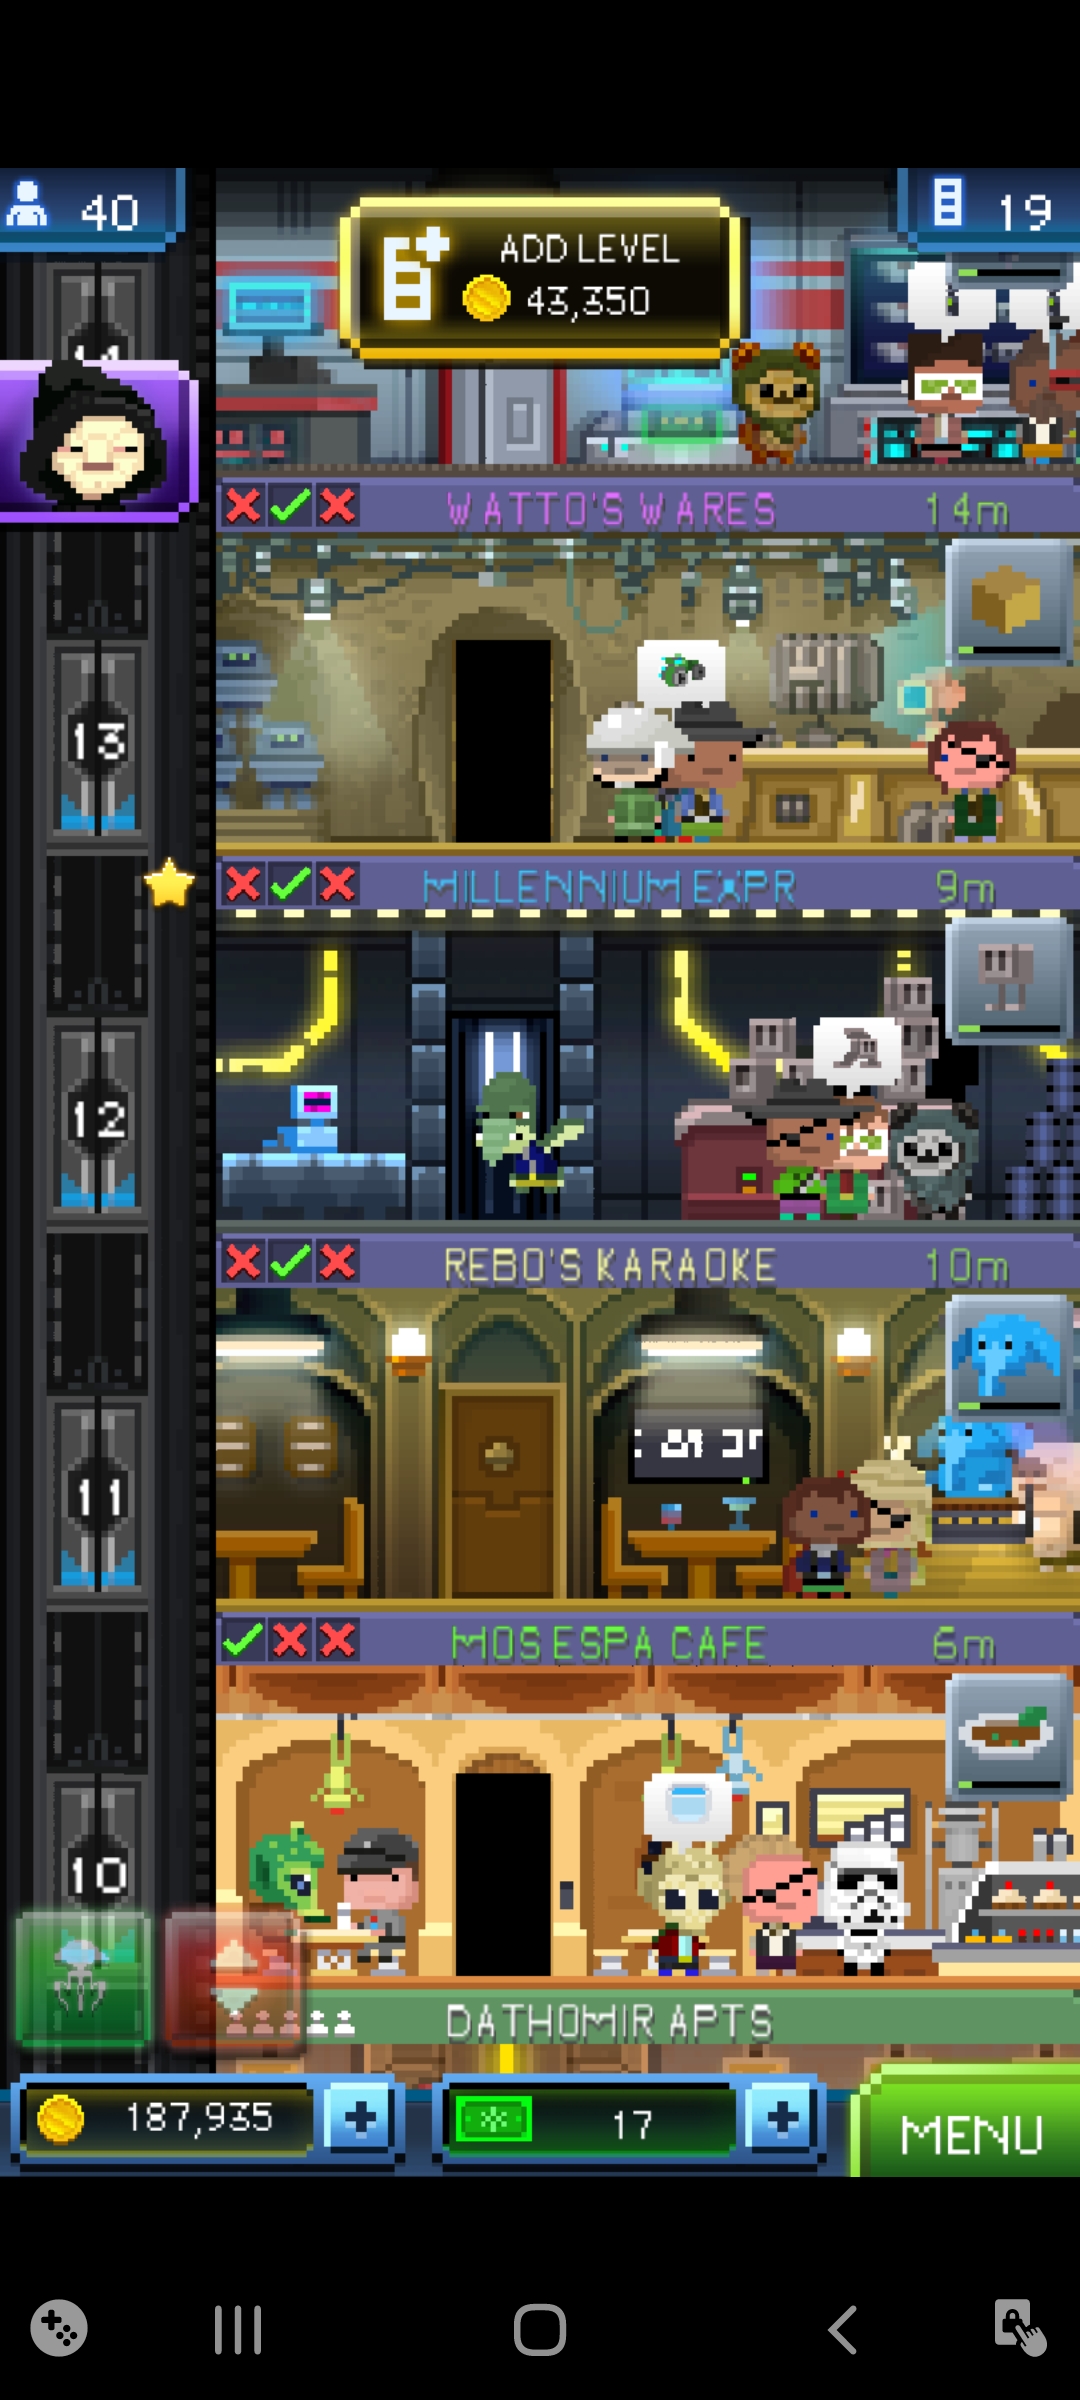 40
ADD LEVEL
43,350
19
WATTO'S WARES
14m
13
MILLENNIUM EXPR
9m
12
REBO'S KARAOKE
10m
11
MOS ESPA CAFE
6m
10
DATHOMIR APTS
187,935
17
MENU